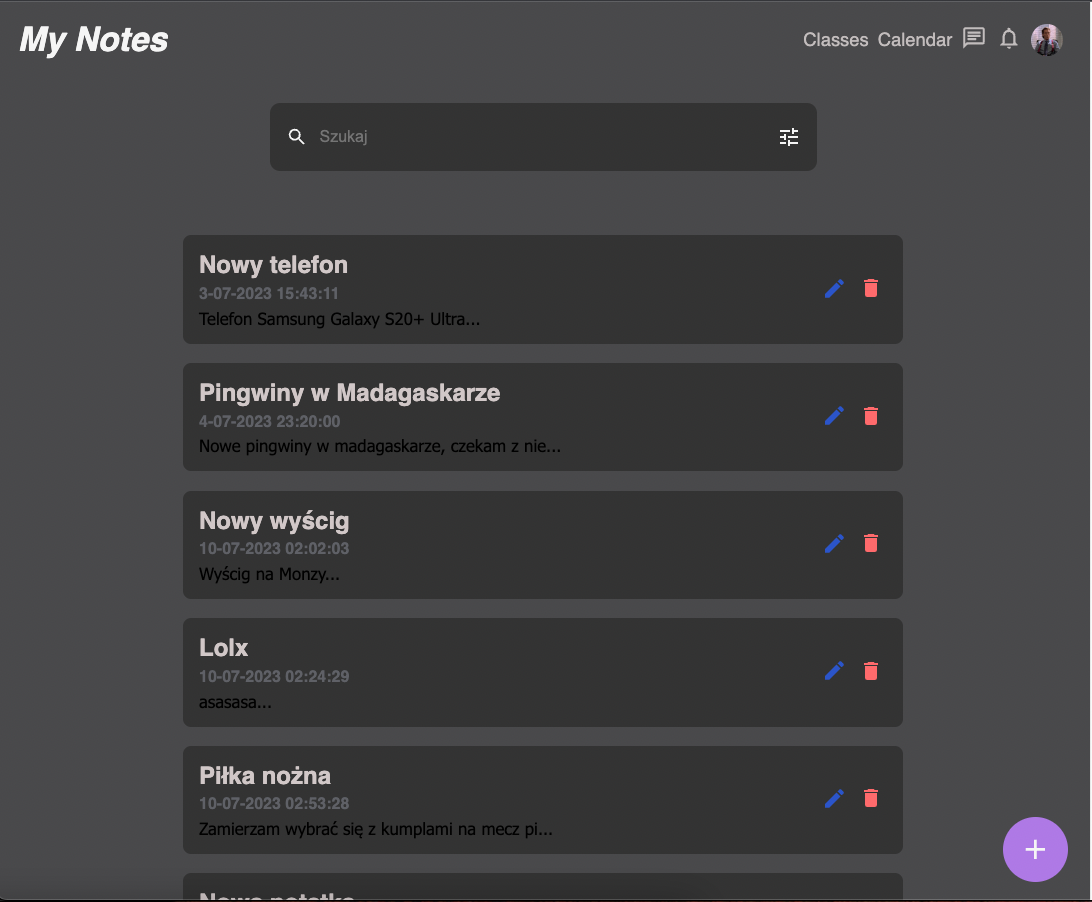 My Notes
Classes Calendar
Szukaj
Nowy telefon
3-07-2023 15:43:11
Telefon Samsung Galaxy S20+ Ultra...
Pingwiny w Madagaskarze
4-07-2023 23:20:00
Nowe pingwiny w madagaskarze, czekam z nie...
Nowy wyścig
10-07-2023 02:02:03
Wyścig na Monzy...
Lolx
10-07-2023 02:24:29
asasasa...
Piłka nożna
10-07-2023 02:53:28
Zamierzam wybrać się z kumplami na mecz pi...